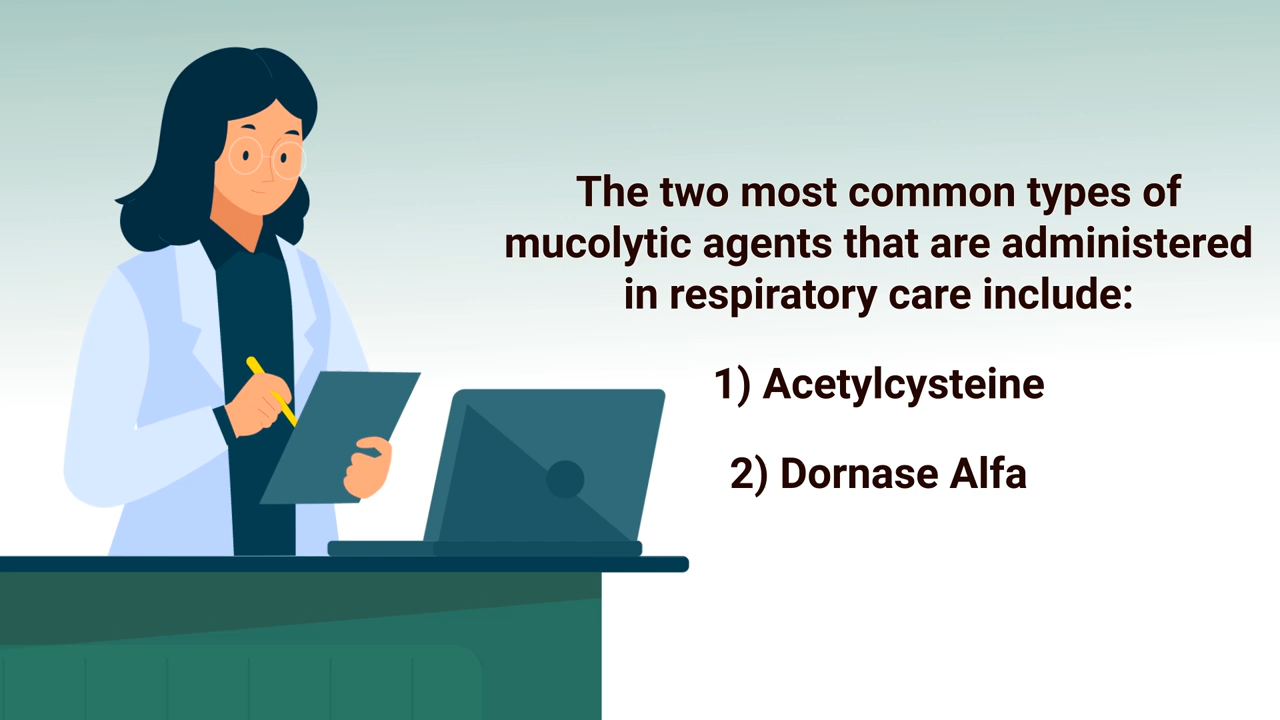 The two most common types of
mucolytic agents that are administered
in respiratory care include:
1) Acetylcysteine
2) Dornase Alfa